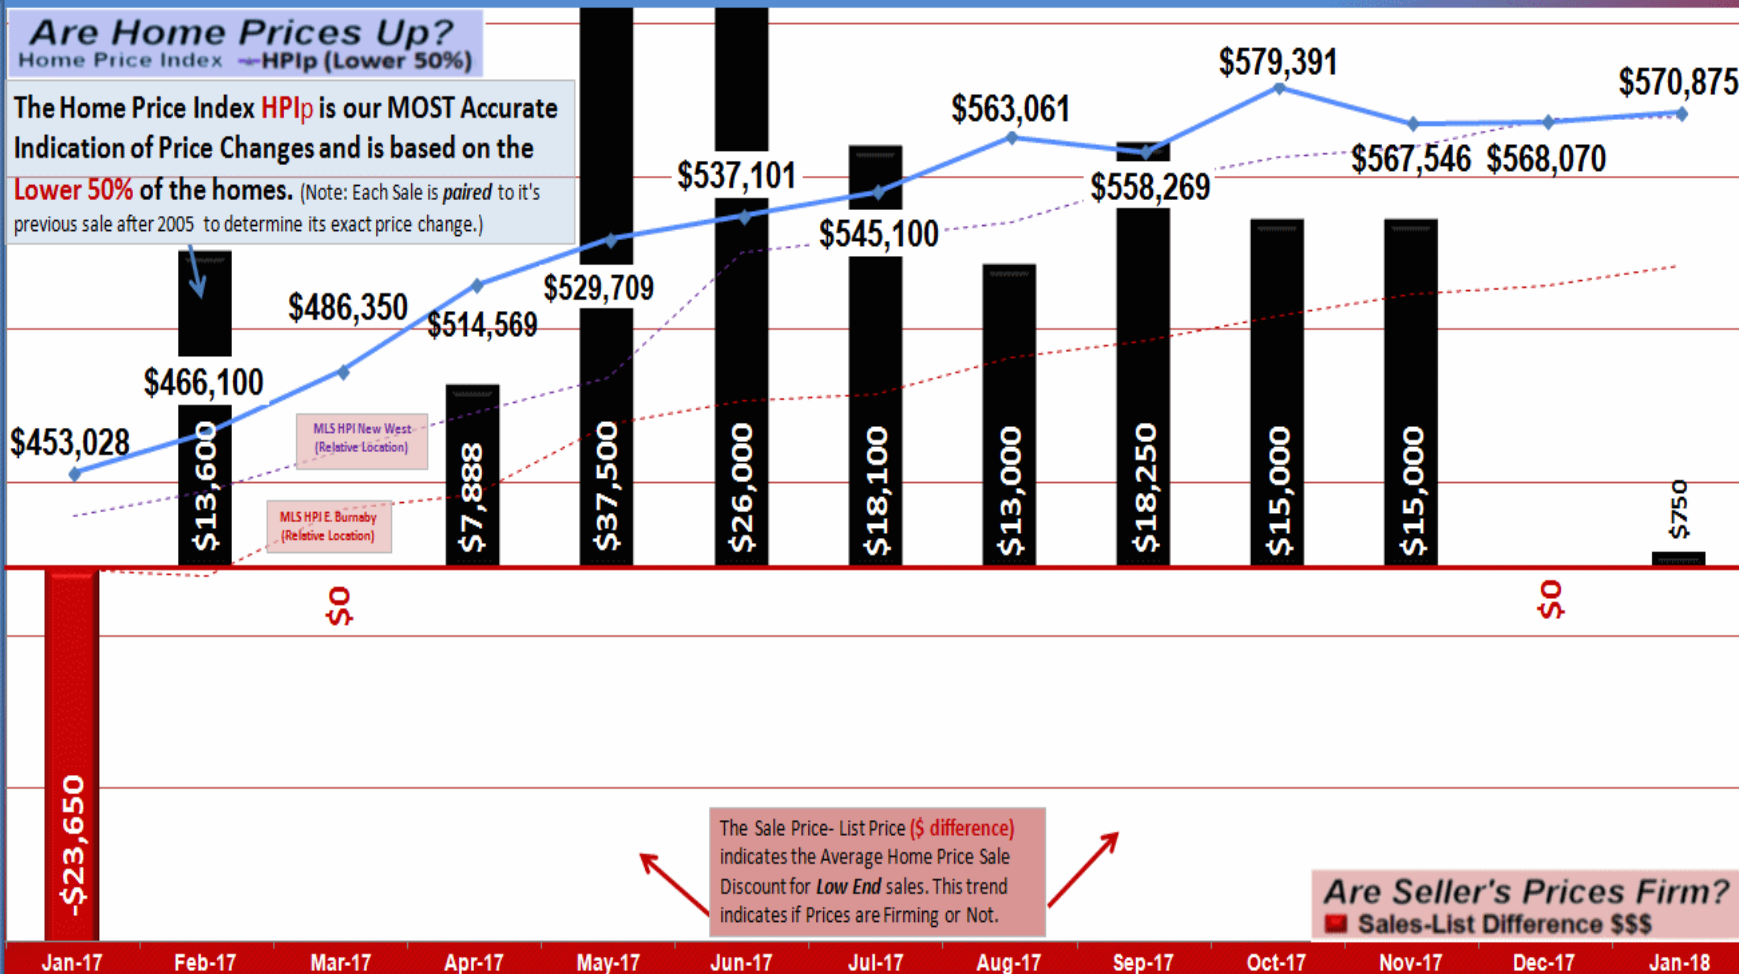 Are Home Prices Up?
Home Price Index HPIp (Lower 50%)
The Home Price Index HPIp is our MOST Accurate
Indication of Price Changes and is based on the
Lower 50% of the homes. (Note: Each Sale is paired to it's
previous sale after 2005 to determine its exact price change.)
$453,028
$466,100
$486,350
$514,569
$529,709
$537,101
$545,100
$563,061
$558,269
$579,391
$567,546
$568,070
$570,875
MLS HPI New West
(Relative Location)
MLS HPI E. Burnaby
(Relative Location)
-$23,650
$13,600
$0
$7,888
$37,500
$26,000
$18,100
$13,000
$18,250
$15,000
$15,000
$0
$750
The Sale Price- List Price ($ difference)
indicates the Average Home Price Sale
Discount for Low End sales. This trend
indicates if Prices are Firming or Not.
Are Seller's Prices Firm?
Sales-List Difference $$$
Jan-17 Feb-17 Mar-17 Apr-17 May-17 Jun-17 Jul-17 Aug-17 Sep-17 Oct-17 Nov-17 Dec-17 Jan-18